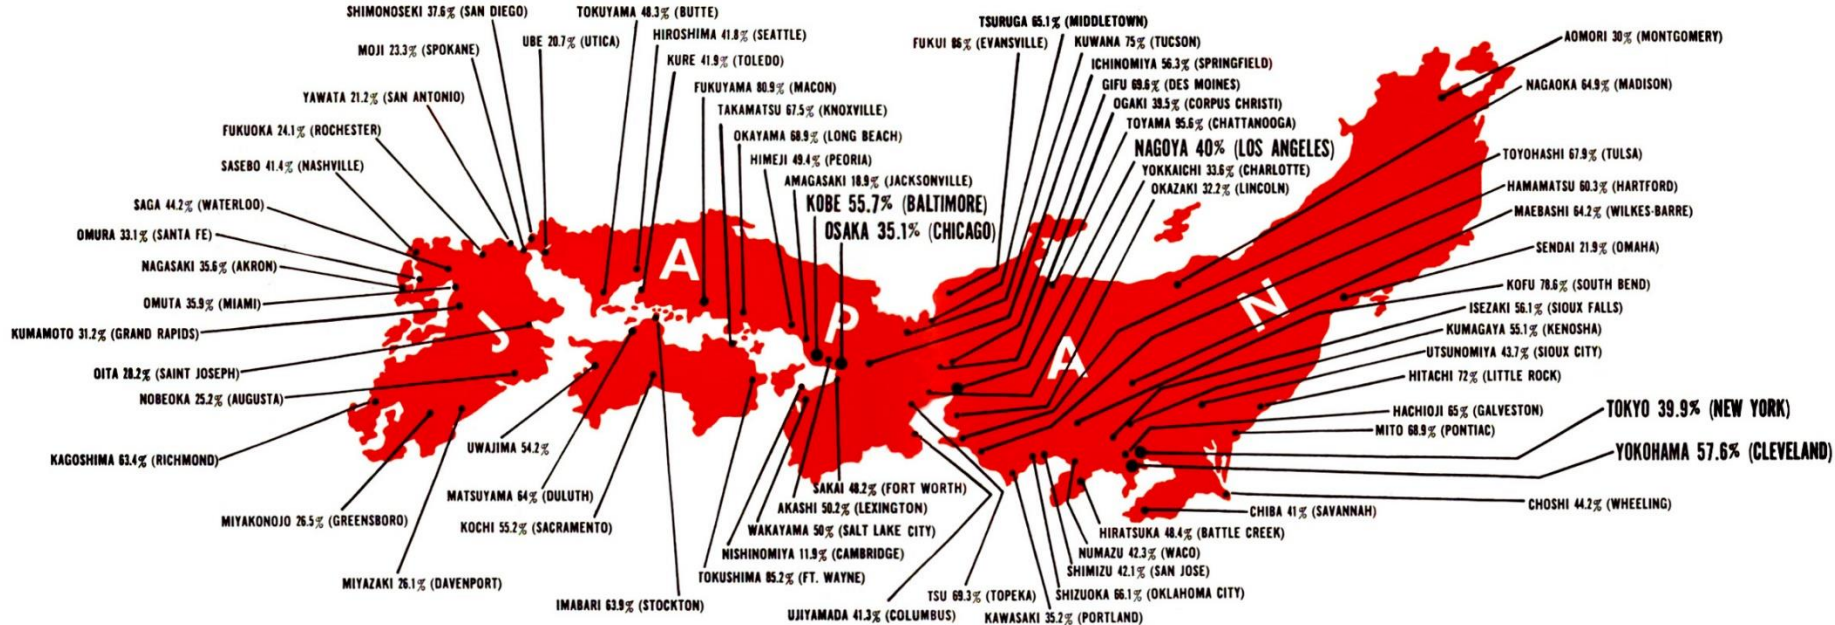 SHIMONOSEKI 37.6% (SAN DIEGO)
TOKUYAMA 48.3% (BUTTE)
MOJI 23.3% (SPOKANE)
UBE 20.7% (UTICA)
HIROSHIMA 41.8% (SEATTLE)
KURE 41.9% (TOLEDO)
YAWATA 21.2% (SAN ANTONIO)
FUKUYAMA 80.9% (MACON)
TAKAMATSU 67.5% (KNOXVILLE)
FUKUOKA 24.1% (ROCHESTER)
OKAYAMA 68.9% (LONG BEACH)
SASEBO 41.4% (NASHVILLE)
HIMEJI 49.4% (PEORIA)
AMAGASAKI 18.9% (JACKSONVILLE)
SAGA 44.2% (WATERLOO)
KOBE 55.7% (BALTIMORE)
OSAKA 35.1% (CHICAGO)
OMURA 33.1% (SANTA FE)
NAGASAKI 35.6% (AKRON)
OMUTA 35.9% (MIAMI)
KUMAMOTO 31.2% (GRAND RAPIDS)
OITA 28.2% (SAINT JOSEPH)
NOBEOKA 25.2% (AUGUSTA)
KAGOSHIMA 63.4% (RICHMOND)
MIYAKONOJO 26.5% (GREENSBORO)
MIYAZAKI 26.1% (DAVENPORT)
UWAJIMA 54.2%
MATSUYAMA 64% (DULUTH)
KOCHI 55.2% (SACRAMENTO)
IMABARI 63.9% (STOCKTON)
J A P A N
TSURUGA 65.1% (MIDDLETOWN)
FUKUI 86% (EVANSVILLE)
KUWANA 75% (TUCSON)
ICHINOMIYA 56.3% (SPRINGFIELD)
GIFU 69.6% (DES MOINES)
OGAKI 39.5% (CORPUS CHRISTI)
TOYAMA 95.6% (CHATTANOOGA)
NAGOYA 40% (LOS ANGELES)
YOKKAICHI 33.6% (CHARLOTTE)
OKAZAKI 32.2% (LINCOLN)
AOMORI 30% (MONTGOMERY)
NAGAOKA 64.9% (MADISON)
TOYOHASHI 67.9% (TULSA)
HAMAMATSU 60.3% (HARTFORD)
MAEBASHI 64.2% (WILKES-BARRE)
SENDAI 21.9% (OMAHA)
KOFU 78.6% (SOUTH BEND)
ISEZAKI 56.1% (SIOUX FALLS)
KUMAGAYA 55.1% (KENOSHA)
UTSUNOMIYA 43.7% (SIOUX CITY)
HITACHI 72% (LITTLE ROCK)
HACHIOJI 65% (GALVESTON)
TOKYO 39.9% (NEW YORK)
MITO 68.9% (PONTIAC)
YOKOHAMA 57.6% (CLEVELAND)
CHOSHI 44.2% (WHEELING)
CHIBA 41% (SAVANNAH)
HIRATSUKA 48.4% (BATTLE CREEK)
NUMAZU 42.3% (WACO)
SHIMIZU 42.1% (SAN JOSE)
SHIZUOKA 66.1% (OKLAHOMA CITY)
KAWASAKI 35.2% (PORTLAND)
TSU 69.3% (TOPEKA)
UJIYAMADA 41.3% (COLUMBUS)
SAKAI 48.2% (FORT WORTH)
AKASHI 50.2% (LEXINGTON)
WAKAYAMA 50% (SALT LAKE CITY)
NISHINOMIYA 11.9% (CAMBRIDGE)
TOKUSHIMA 85.2% (FT. WAYNE)